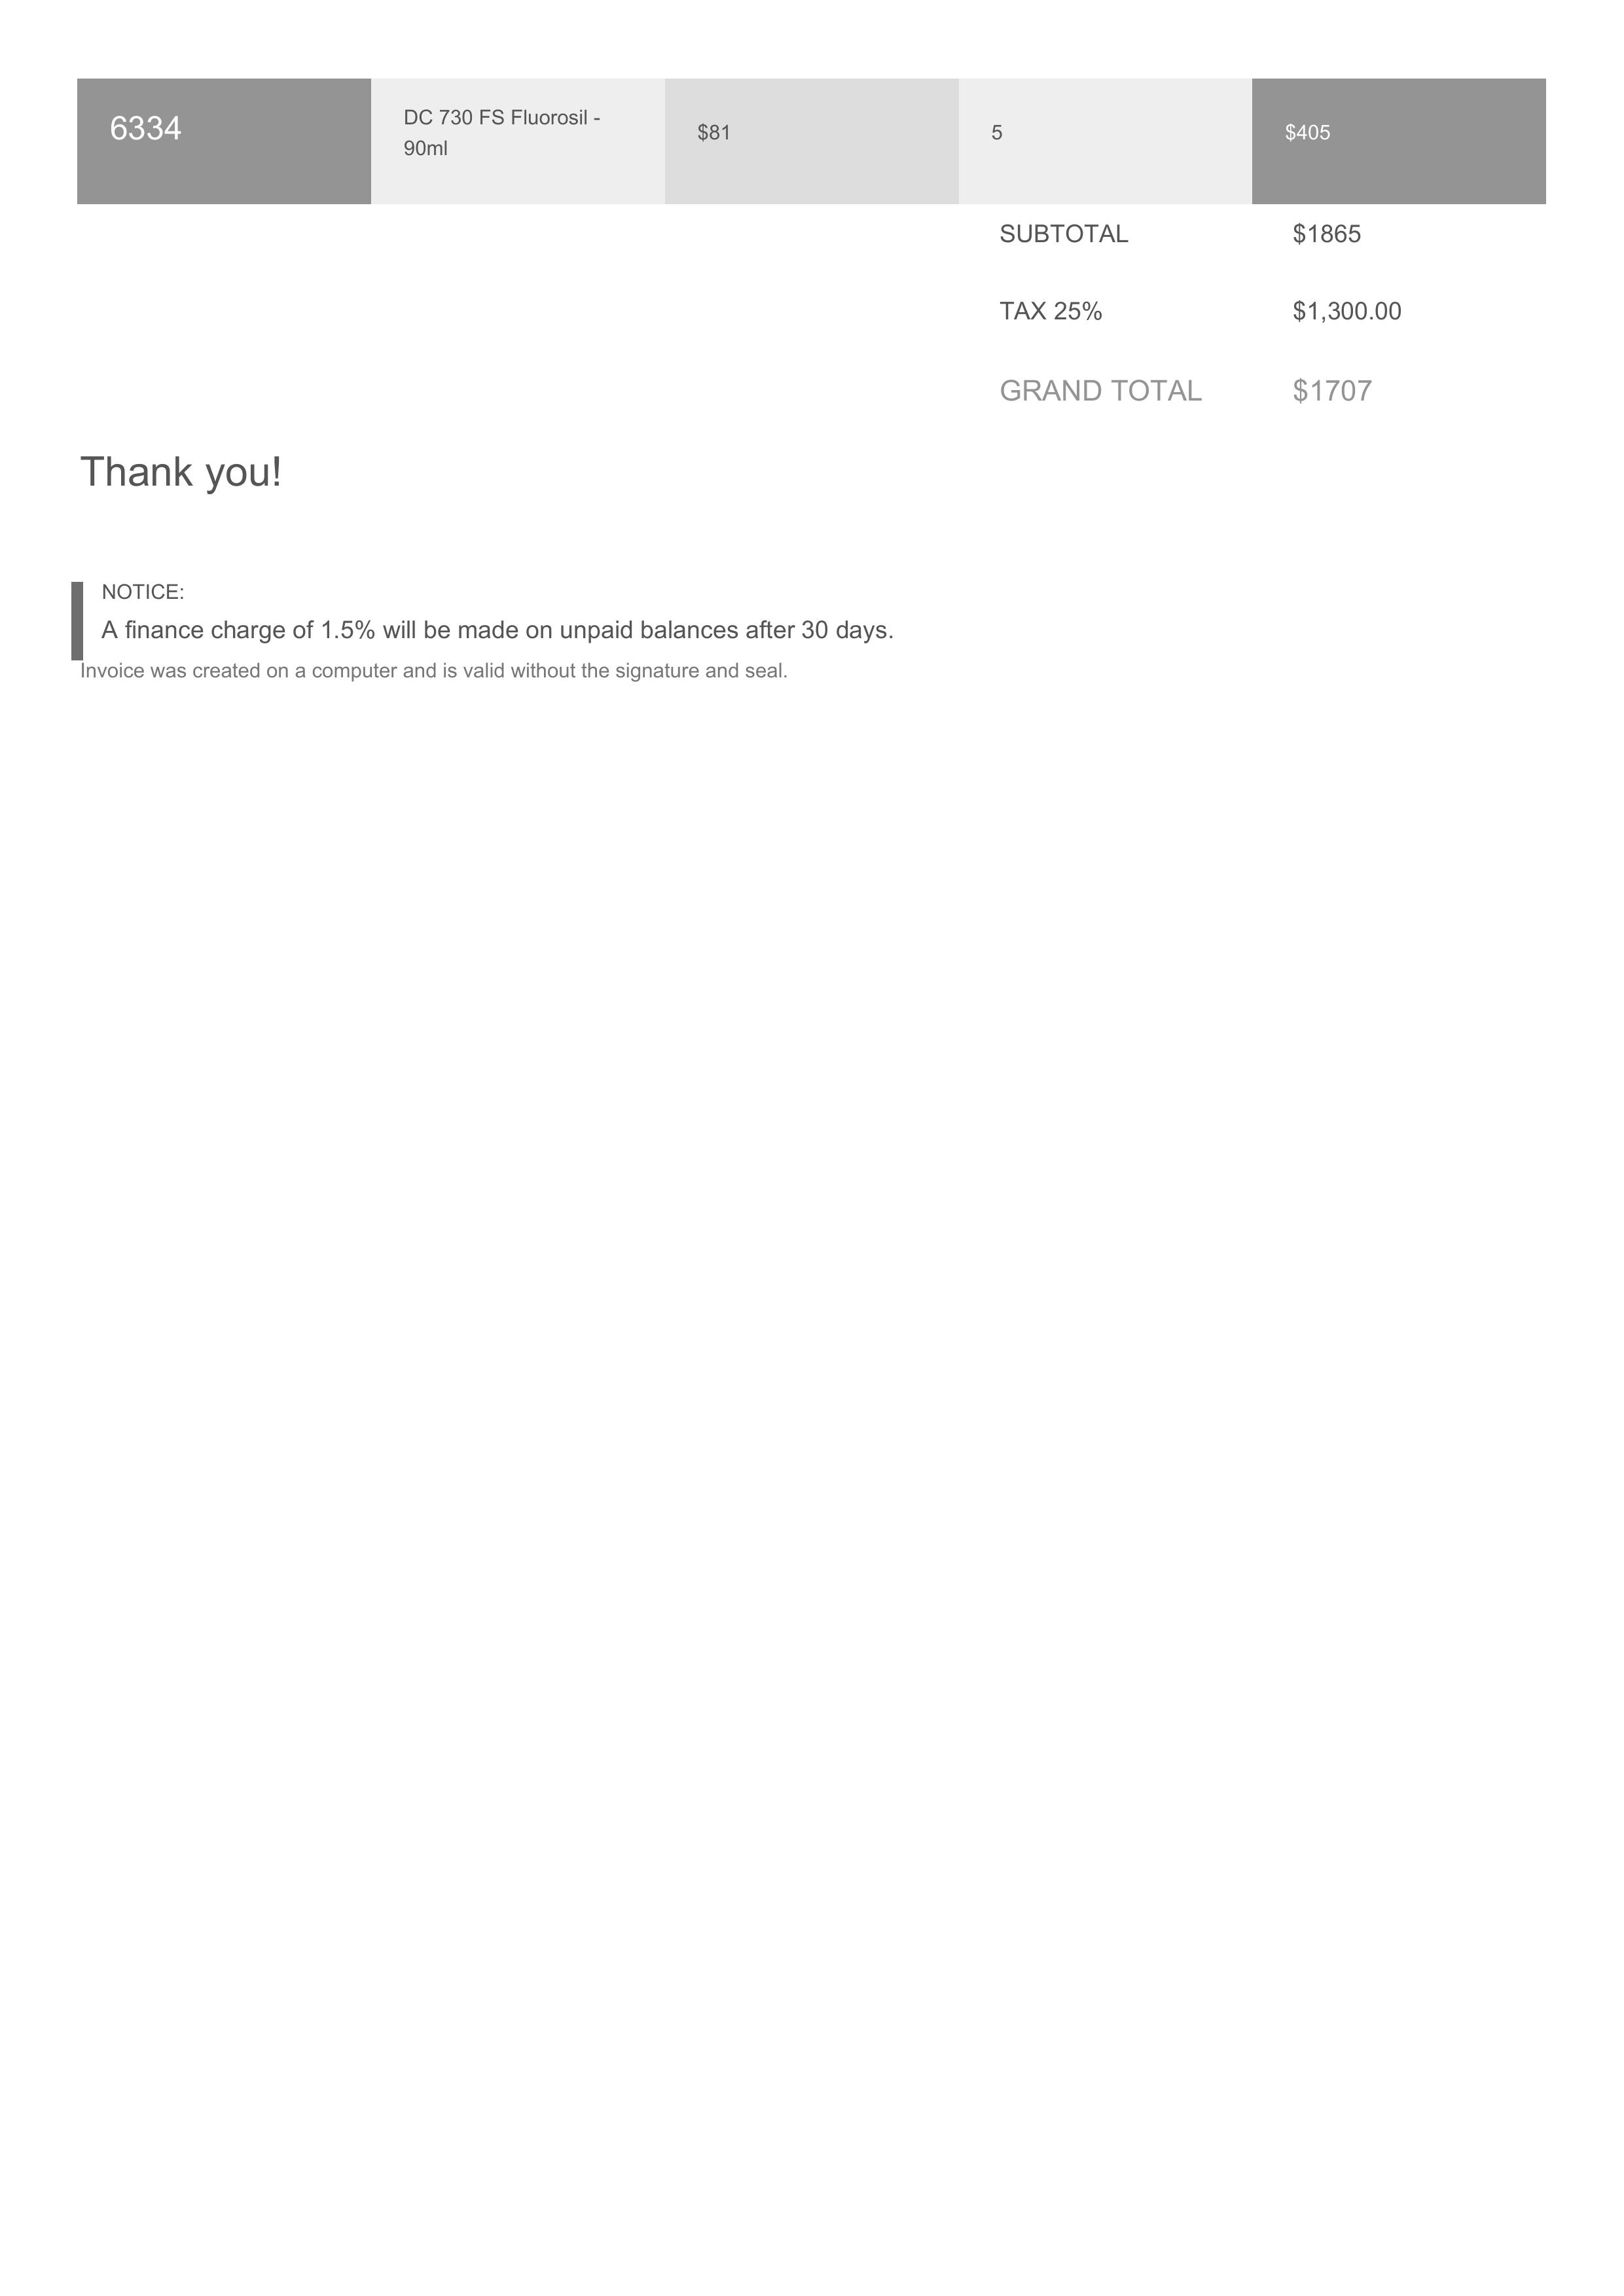 6334
DC 730 FS Fluorosil -
90ml
$81
5
$405
SUBTOTAL
$1865
TAX 25%
$1,300.00
GRAND TOTAL
$1707
Thank you!
NOTICE:
A finance charge of 1.5% will be made on unpaid balances after 30 days.
Invoice was created on a computer and is valid without the signature and seal.